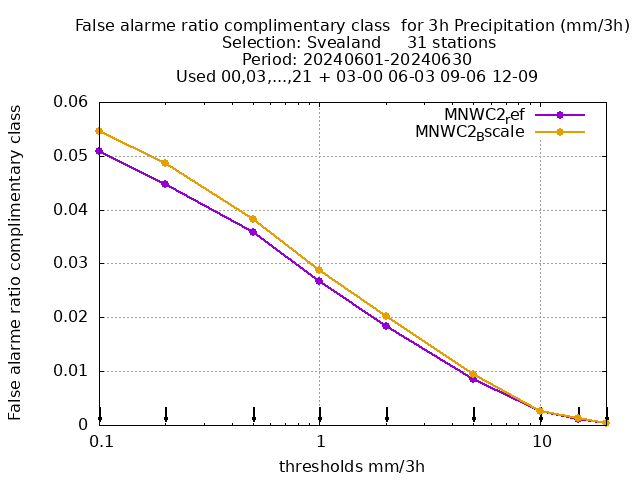 False alarme ratio complimentary class  for 3h Precipitation (mm/3h)
Selection: Svealand     31 stations
Period: 20240601-20240630
Used 00,03,...,21 + 03-00 06-03 09-06 12-09
False alarme ratio complimentary class
0.06
0.05
0.04
0.03
0.02
0.01
0
MNWC2ref
MNWC2Bscale
0.1
1
10
thresholds mm/3h